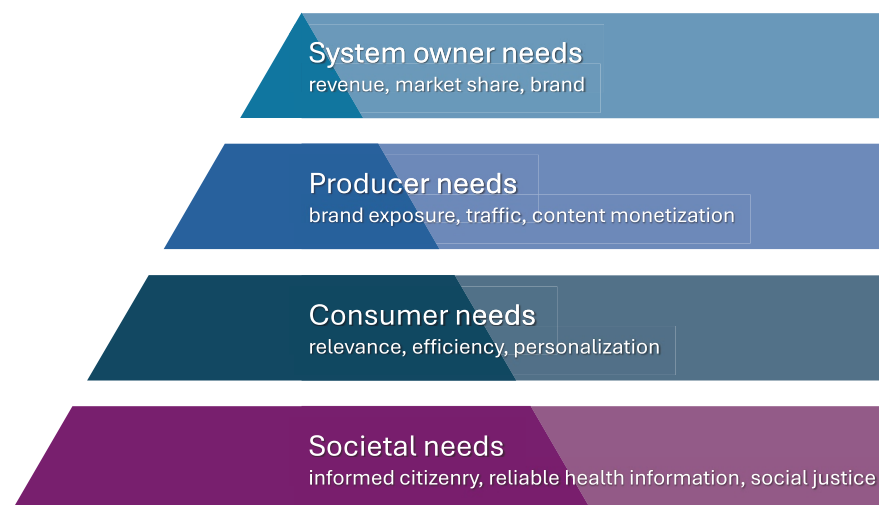 System owner needs
revenue, market share, brand
Producer needs
brand exposure, traffic, content monetization
Consumer needs
relevance, efficiency, personalization
Societal needs
informed citizenry, reliable health information, social justice